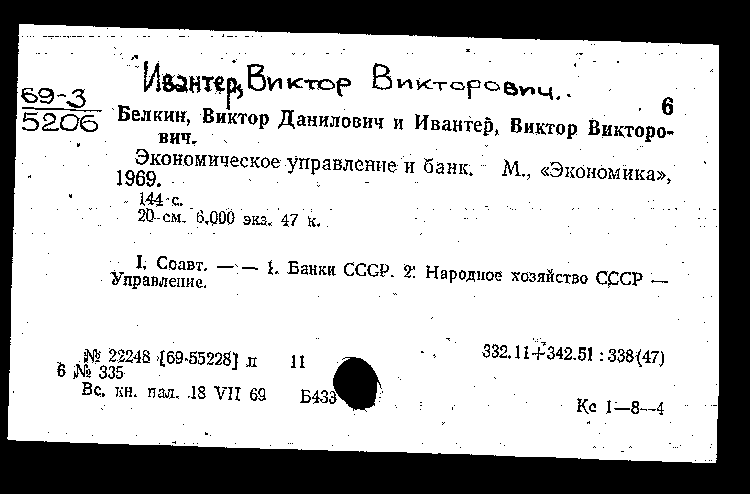 Ивантер, Виктор Викторович.
69-3
5206
6
Белкин, Виктор Данилович и Ивантер, Виктор Викторо-
вич.
Экономическое управление и банк. М., «Экономика»,
1969.
144 с.
20 см. 6.000 экз. 47 к.
I. Соавт. — — 1. Банки СССР. 2. Народное хозяйство СССР —
Управление.
№ 22248 [69-55228] п 11 332.11+342.51 : 338(47)
6 № 335
Вс. кн. пал. 18 VII 69 Б433
Кс 1—8—4